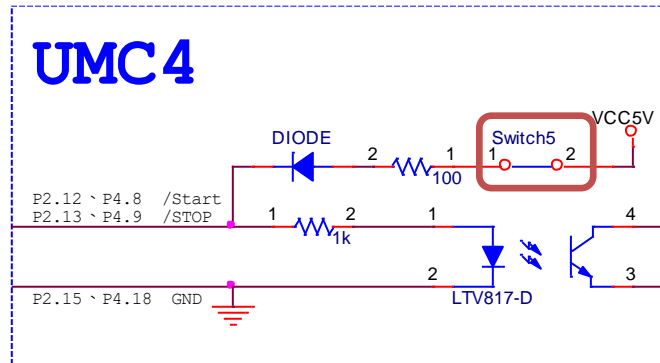 UMC4
VCC5V
DIODE
Switch5
2
1
1
2
100
P2.12、P4.8 /Start
P2.13、P4.9 /STOP
1
2
1k
1
4
2
3
P2.15、P4.18 GND
LTV817-D